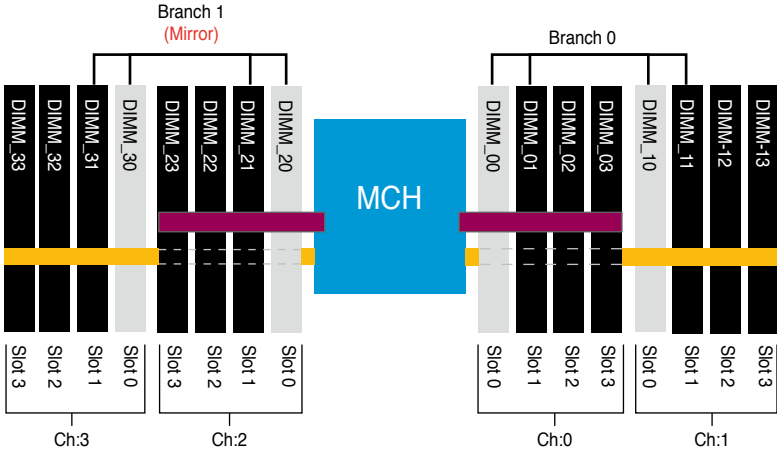 Branch 1
(Mirror)
Branch 0
DIMM_33
DIMM_32
DIMM_31
DIMM_30
DIMM_23
DIMM_22
DIMM_21
DIMM_20
MCH
DIMM_00
DIMM_01
DIMM_02
DIMM_03
DIMM_10
DIMM_11
DIMM-12
DIMM-13
Slot 3
Slot 2
Slot 1
Slot 0
Slot 3
Slot 2
Slot 1
Slot 0
Slot 0
Slot 1
Slot 2
Slot 3
Slot 0
Slot 1
Slot 2
Slot 3
Ch:3
Ch:2
Ch:0
Ch:1